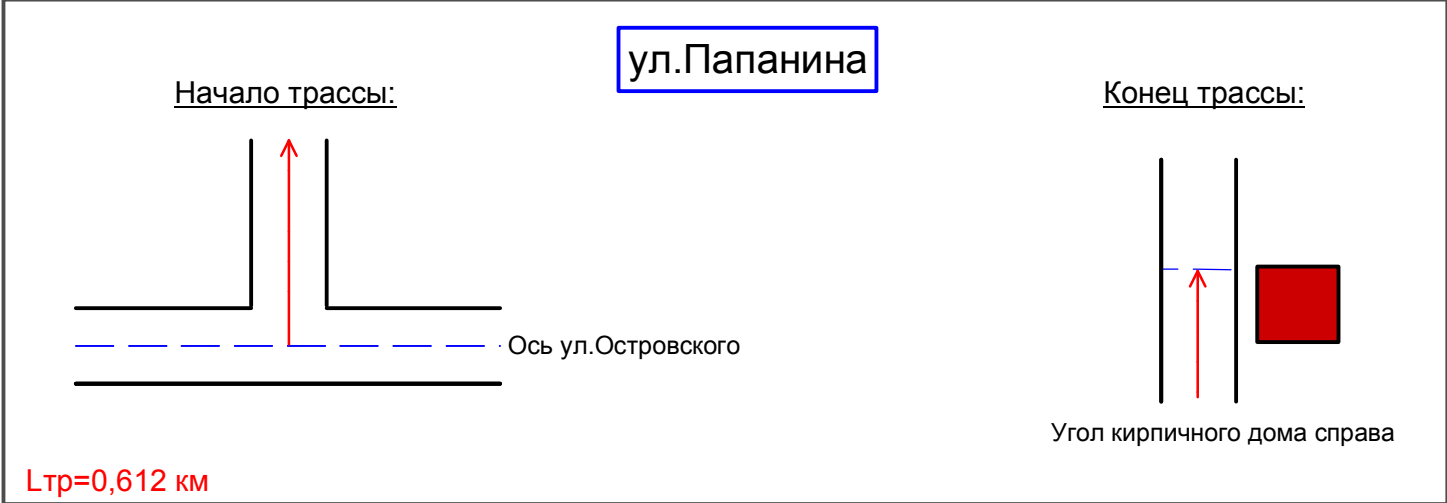 ул.Папанина
Начало трассы:
Конец трассы:
Ось ул.Островского
Угол кирпичного дома справа
Lтр=0,612 км